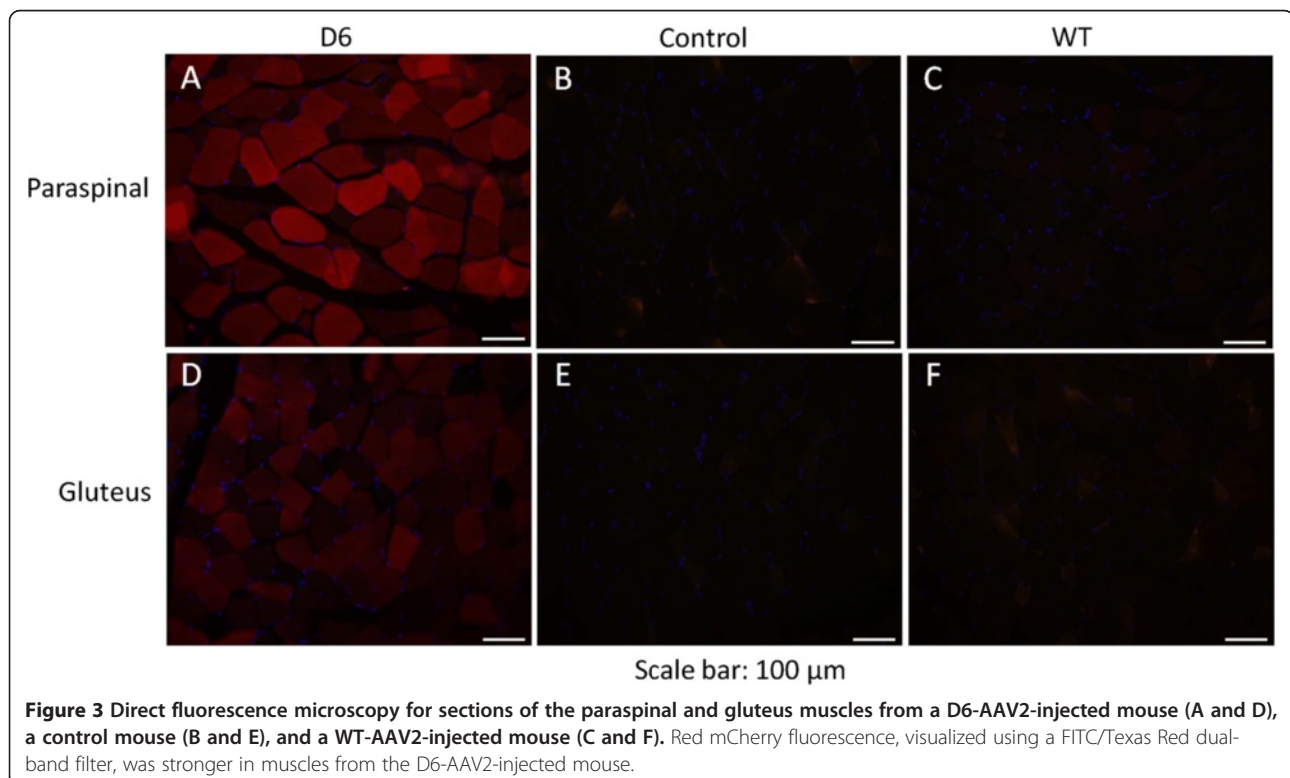 D6 Control WT
A B C
Paraspinal
D E F
Gluteus
Scale bar: 100 μm
Figure 3 Direct fluorescence microscopy for sections of the paraspinal and gluteus muscles from a D6-AAV2-injected mouse (A and D),
a control mouse (B and E), and a WT-AAV2-injected mouse (C and F). Red mCherry fluorescence, visualized using a FITC/Texas Red dual-
band filter, was stronger in muscles from the D6-AAV2-injected mouse.